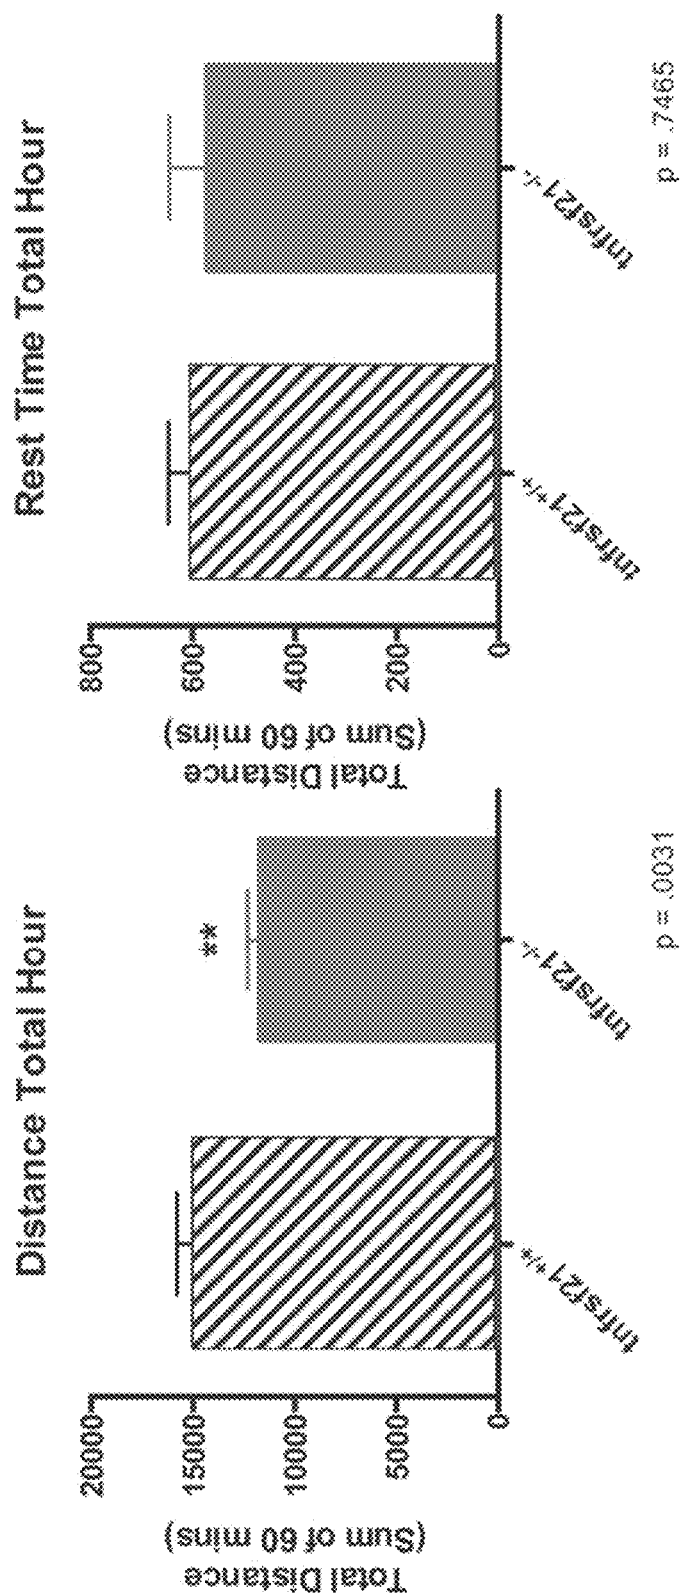 Distance Total Hour
Total Distance
(Sum of 60 mins)
20000
15000
10000
5000
0
**
tnfrsf21+/+
tnfrsf21-/-
p = .0031
Rest Time Total Hour
Total Distance
(Sum of 60 mins)
800
600
400
200
0
tnfrsf21+/+
tnfrsf21-/-
p = .7465